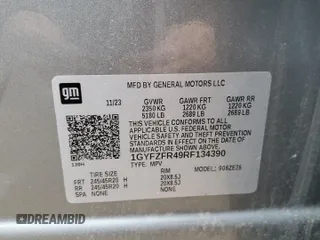 gm
MFD BY GENERAL MOTORS LLC
11/23 GVWR GAWR FRT GAWR RR
2350 KG 1220 KG 1220 KG
5180 LB 2689 LB 2689 LB
THIS VEHICLE CONFORMS TO ALL APPLICABLE
U.S. FEDERAL MOTOR VEHICLE SAFETY AND
THEFT PREVENTION STANDARDS IN EFFECT ON
THE DATE OF MANUFACTURE SHOWN ABOVE.
1GYFZFR49RF134390
TYPE: MPV
MODEL:
TIRE SIZE RIM
FRT 245/45R20 H 20X8.5J
RR 245/45R20 H 20X8.5J
SPA NONE NONE
DREAMBID